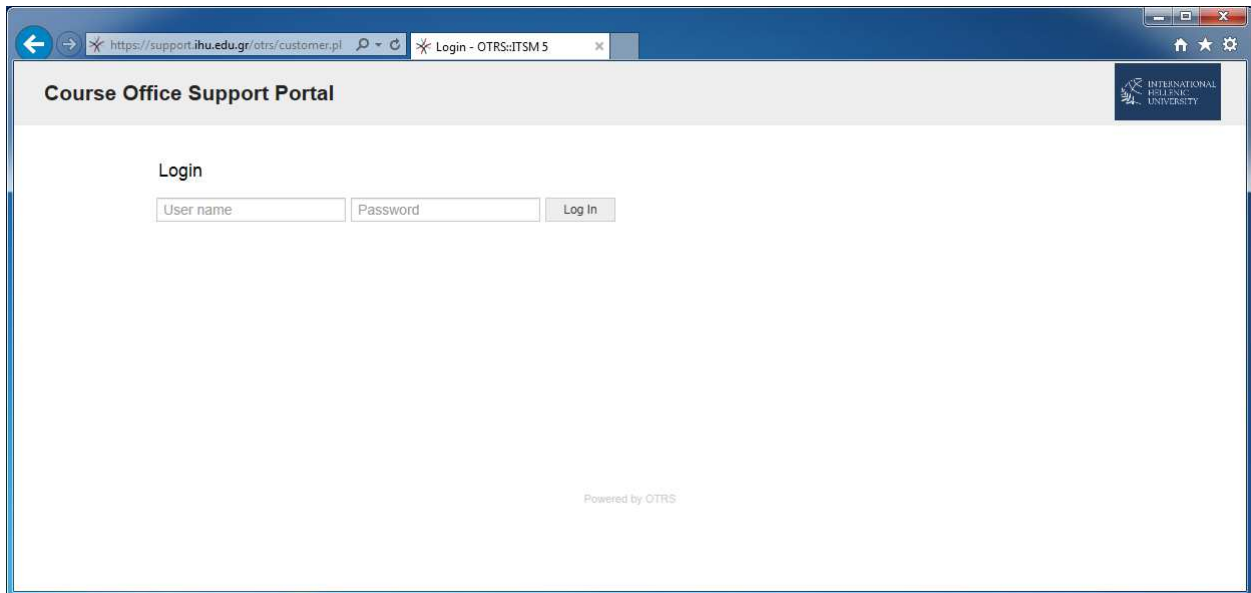 https://support.ihu.edu.gr/otrs/customer.pl
Login - OTRS::ITSM 5
Course Office Support Portal
INTERNATIONAL
HELLENIC
UNIVERSITY
Login
User name
Password
Log In
Powered by OTRS